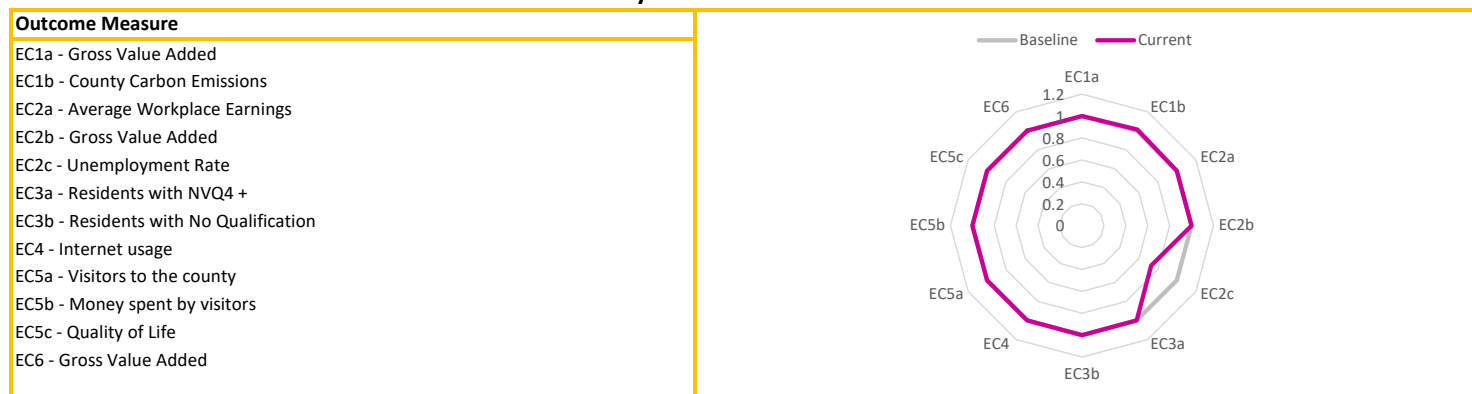 Outcome Measure
EC1a - Gross Value Added
EC1b - County Carbon Emissions
EC2a - Average Workplace Earnings
EC2b - Gross Value Added
EC2c - Unemployment Rate
EC3a - Residents with NVQ4 +
EC3b - Residents with No Qualification
EC4 - Internet usage
EC5a - Visitors to the county
EC5b - Money spent by visitors
EC5c - Quality of Life
EC6 - Gross Value Added
Baseline Current
EC1a
EC1b
EC2a
EC2b
EC2c
EC3a
EC3b
EC4
EC5a
EC5b
EC5c
EC6
1.2
1
0.8
0.6
0.4
0.2
0